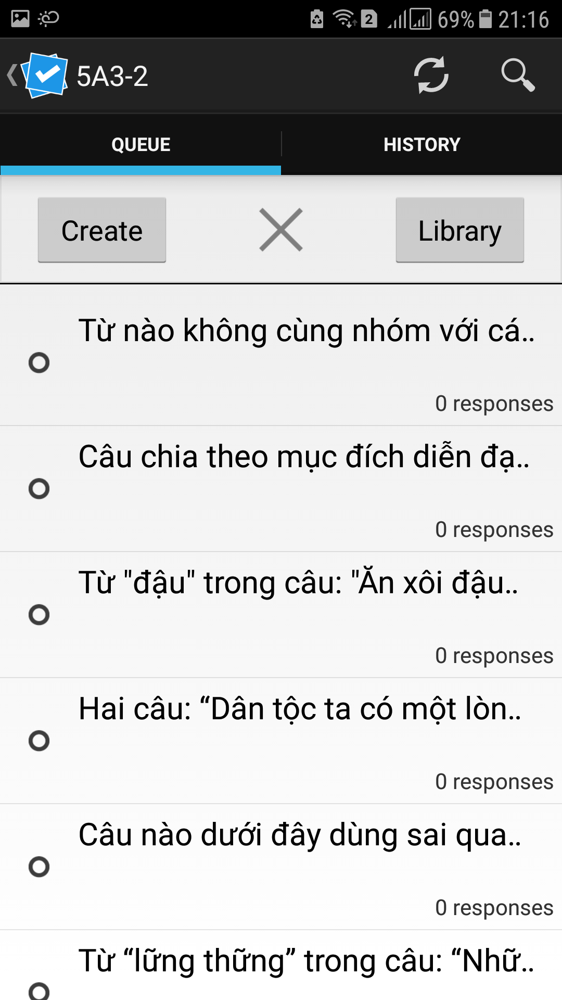 2 69% 21:16
5A3-2
QUEUE HISTORY
Create Library
Từ nào không cùng nhóm với cá..
0 responses
Câu chia theo mục đích diễn đạ..
0 responses
Từ "đậu" trong câu: "Ăn xôi đậu..
0 responses
Hai câu: “Dân tộc ta có một lòn..
0 responses
Câu nào dưới đây dùng sai qua..
0 responses
Từ “lững thững” trong câu: “Nhữ..